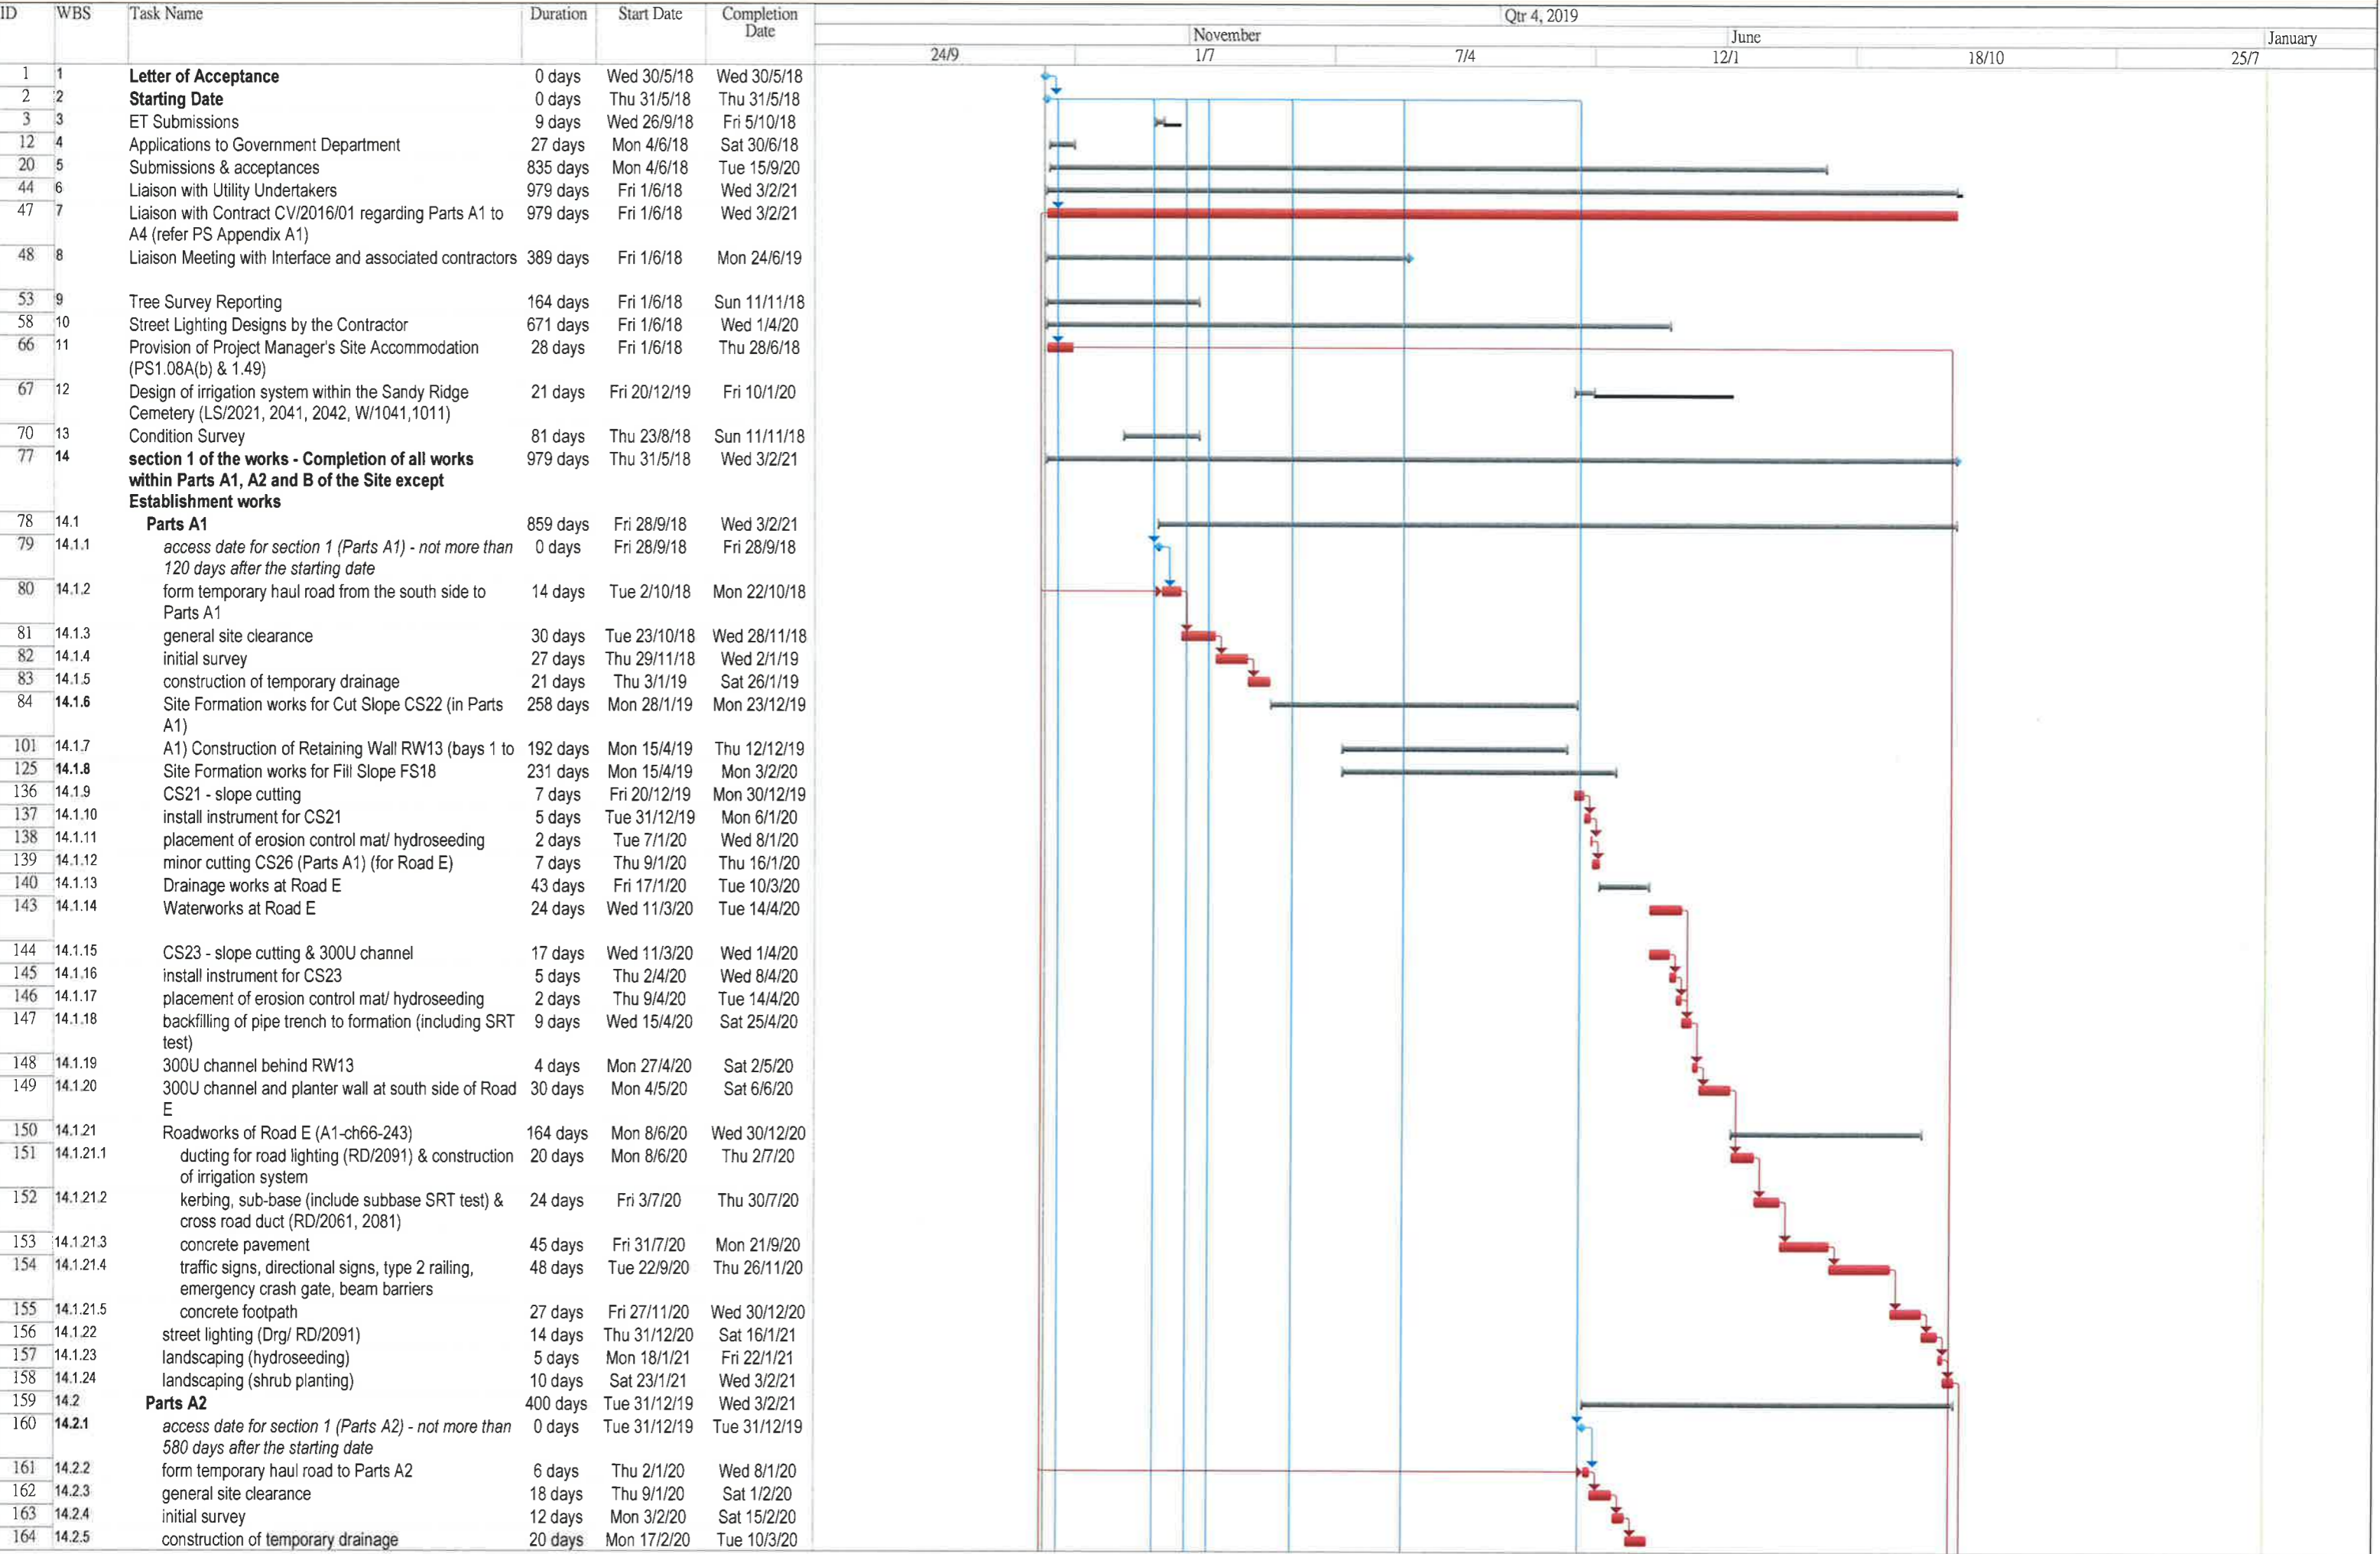 ID WBS Task Name Duration Start Date Completion Date
Qtr 4, 2019
November June January
24/9 1/7 7/4 12/1 18/10 25/7
1 1 Letter of Acceptance 0 days Wed 30/5/18 Wed 30/5/18
2 2 Starting Date 0 days Thu 31/5/18 Thu 31/5/18
3 3 ET Submissions 9 days Wed 26/9/18 Fri 5/10/18
12 4 Applications to Government Department 27 days Mon 4/6/18 Sat 30/6/18
20 5 Submissions & acceptances 835 days Mon 4/6/18 Tue 15/9/20
44 6 Liaison with Utility Undertakers 979 days Fri 1/6/18 Wed 3/2/21
47 7 Liaison with Contract CV/2016/01 regarding Parts A1 to 979 days Fri 1/6/18 Wed 3/2/21
A4 (refer PS Appendix A1)
48 8 Liaison Meeting with Interface and associated contractors 389 days Fri 1/6/18 Mon 24/6/19
53 9 Tree Survey Reporting 164 days Fri 1/6/18 Sun 11/11/18
58 10 Street Lighting Designs by the Contractor 671 days Fri 1/6/18 Wed 1/4/20
66 11 Provision of Project Manager's Site Accommodation 28 days Fri 1/6/18 Thu 28/6/18
(PS1.08A(b) & 1.49)
67 12 Design of irrigation system within the Sandy Ridge 21 days Fri 20/12/19 Fri 10/1/20
Cemetery (LS/2021, 2041, 2042, W/1041,1011)
70 13 Condition Survey 81 days Thu 23/8/18 Sun 11/11/18
77 14 section 1 of the works - Completion of all works 979 days Thu 31/5/18 Wed 3/2/21
within Parts A1, A2 and B of the Site except
Establishment works
78 14.1 Parts A1 859 days Fri 28/9/18 Wed 3/2/21
79 14.1.1 access date for section 1 (Parts A1) - not more than 0 days Fri 28/9/18 Fri 28/9/18
120 days after the starting date
80 14.1.2 form temporary haul road from the south side to 14 days Tue 2/10/18 Mon 22/10/18
Parts A1
81 14.1.3 general site clearance 30 days Tue 23/10/18 Wed 28/11/18
82 14.1.4 initial survey 27 days Thu 29/11/18 Wed 2/1/19
83 14.1.5 construction of temporary drainage 21 days Thu 3/1/19 Sat 26/1/19
84 14.1.6 Site Formation works for Cut Slope CS22 (in Parts 258 days Mon 28/1/19 Mon 23/12/19
A1)
101 14.1.7 A1) Construction of Retaining Wall RW13 (bays 1 to 192 days Mon 15/4/19 Thu 12/12/19
125 14.1.8 Site Formation works for Fill Slope FS18 231 days Mon 15/4/19 Mon 3/2/20
136 14.1.9 CS21 - slope cutting 7 days Fri 20/12/19 Mon 30/12/19
137 14.1.10 install instrument for CS21 5 days Tue 31/12/19 Mon 6/1/20
138 14.1.11 placement of erosion control mat/ hydroseeding 2 days Tue 7/1/20 Wed 8/1/20
139 14.1.12 minor cutting CS26 (Parts A1) (for Road E) 7 days Thu 9/1/20 Thu 16/1/20
140 14.1.13 Drainage works at Road E 43 days Fri 17/1/20 Tue 10/3/20
143 14.1.14 Waterworks at Road E 24 days Wed 11/3/20 Tue 14/4/20
144 14.1.15 CS23 - slope cutting & 300U channel 17 days Wed 11/3/20 Wed 1/4/20
145 14.1.16 install instrument for CS23 5 days Thu 2/4/20 Wed 8/4/20
146 14.1.17 placement of erosion control mat/ hydroseeding 2 days Thu 9/4/20 Tue 14/4/20
147 14.1.18 backfilling of pipe trench to formation (including SRT 9 days Wed 15/4/20 Sat 25/4/20
test)
148 14.1.19 300U channel behind RW13 4 days Mon 27/4/20 Sat 2/5/20
149 14.1.20 300U channel and planter wall at south side of Road 30 days Mon 4/5/20 Sat 6/6/20
E
150 14.1.21 Roadworks of Road E (A1-ch66-243) 164 days Mon 8/6/20 Wed 30/12/20
151 14.1.21.1 ducting for road lighting (RD/2091) & construction 20 days Mon 8/6/20 Thu 2/7/20
of irrigation system
152 14.1.21.2 kerbing, sub-base (include subbase SRT test) & 24 days Fri 3/7/20 Thu 30/7/20
cross road duct (RD/2061, 2081)
153 14.1.21.3 concrete pavement 45 days Fri 31/7/20 Mon 21/9/20
154 14.1.21.4 traffic signs, directional signs, type 2 railing, 48 days Tue 22/9/20 Thu 26/11/20
emergency crash gate, beam barriers
155 14.1.21.5 concrete footpath 27 days Fri 27/11/20 Wed 30/12/20
156 14.1.22 street lighting (Drg/ RD/2091) 14 days Thu 31/12/20 Sat 16/1/21
157 14.1.23 landscaping (hydroseeding) 5 days Mon 18/1/21 Fri 22/1/21
158 14.1.24 landscaping (shrub planting) 10 days Sat 23/1/21 Wed 3/2/21
159 14.2 Parts A2 400 days Tue 31/12/19 Wed 3/2/21
160 14.2.1 access date for section 1 (Parts A2) - not more than 0 days Tue 31/12/19 Tue 31/12/19
580 days after the starting date
161 14.2.2 form temporary haul road to Parts A2 6 days Thu 2/1/20 Wed 8/1/20
162 14.2.3 general site clearance 18 days Thu 9/1/20 Sat 1/2/20
163 14.2.4 initial survey 12 days Mon 3/2/20 Sat 15/2/20
164 14.2.5 construction of temporary drainage 20 days Mon 17/2/20 Tue 10/3/20